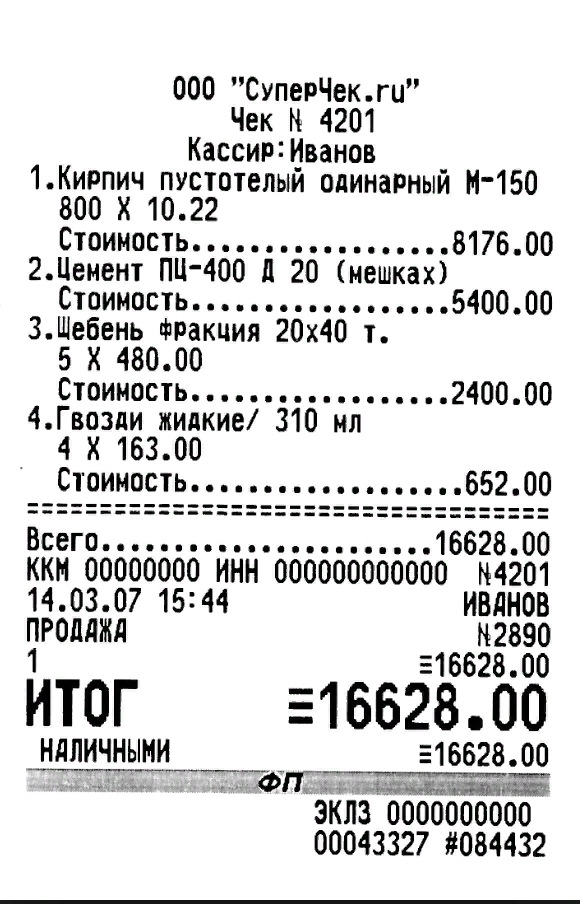 ООО "СуперЧек.ru"
Чек № 4201
Кассир:Иванов
1.Кирпич пустотелый одинарный М-150
800 X 10.22
Стоимость..................8176.00
2.Цемент ПЦ-400 Д 20 (мешках)
Стоимость..................5400.00
3.Щебень фракция 20х40 т.
5 X 480.00
Стоимость..................2400.00
4.Гвозди жидкие/ 310 мл
4 X 163.00
Стоимость...................652.00
====================================
Всего.......................16628.00
ККМ 00000000 ИНН 000000000000 №4201
14.03.07 15:44 ИВАНОВ
ПРОДАЖА №2890
1 ≡16628.00
ИТОГ ≡16628.00
НАЛИЧНЫМИ ≡16628.00
ФП
ЭКЛЗ 0000000000
00043327 #084432